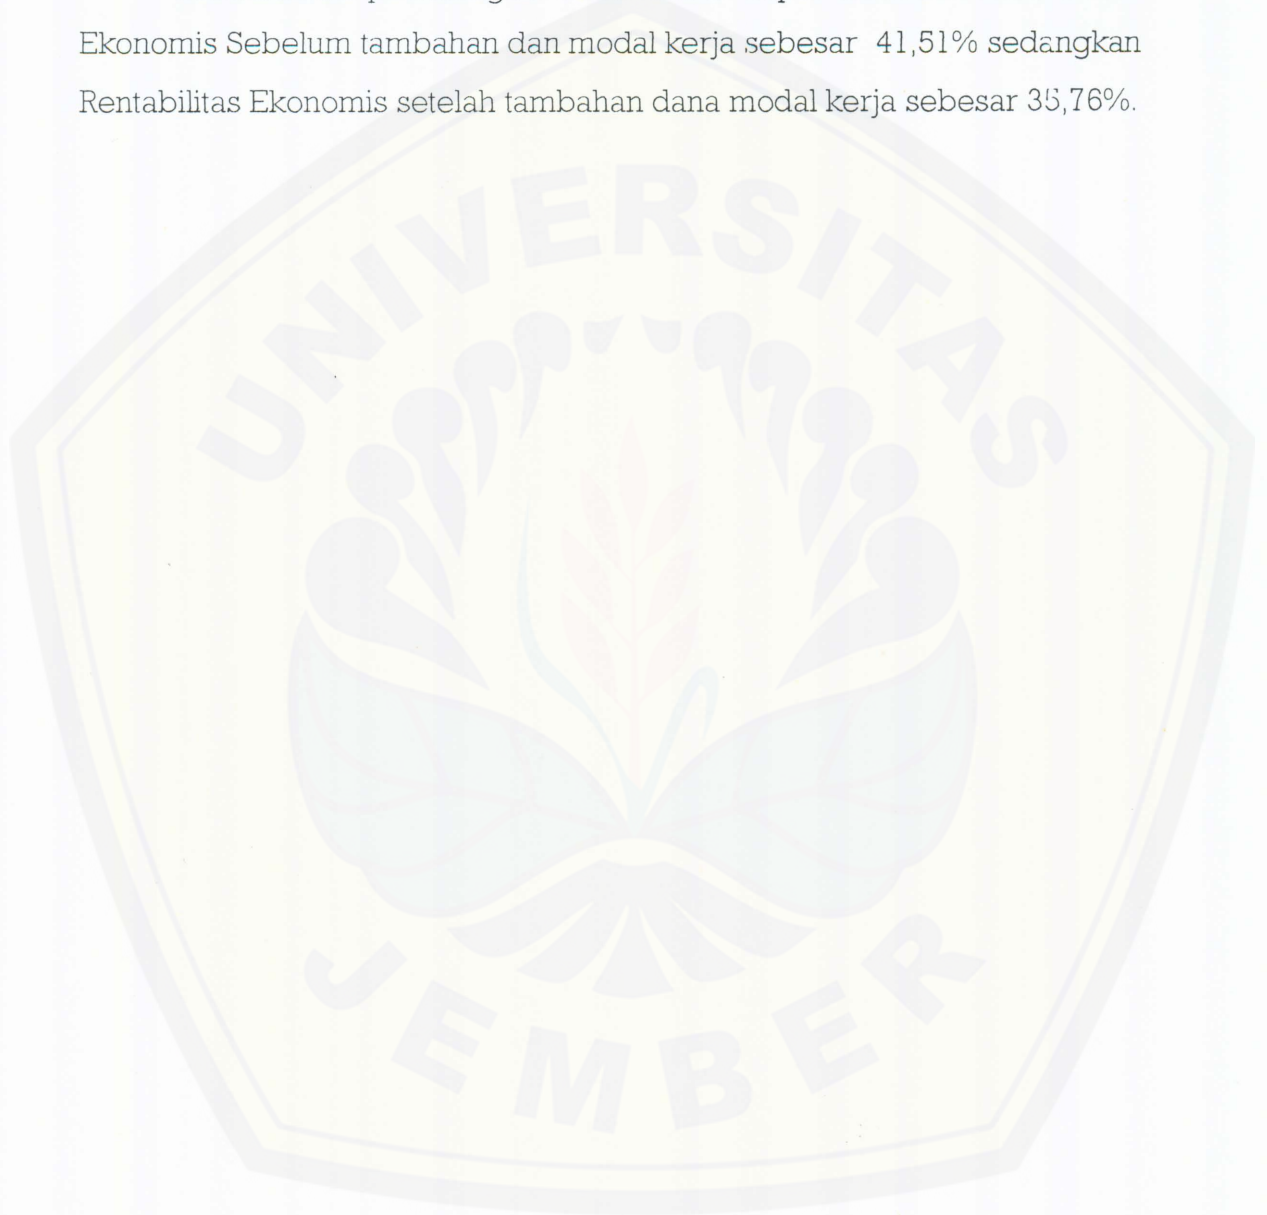 Ekonomis Sebelum tambahan dan modal kerja sebesar 41,51% sedangkan
Rentabilitas Ekonomis setelah tambahan dana modal kerja sebesar 35,76%.
UNIVERSITAS
JEMBER